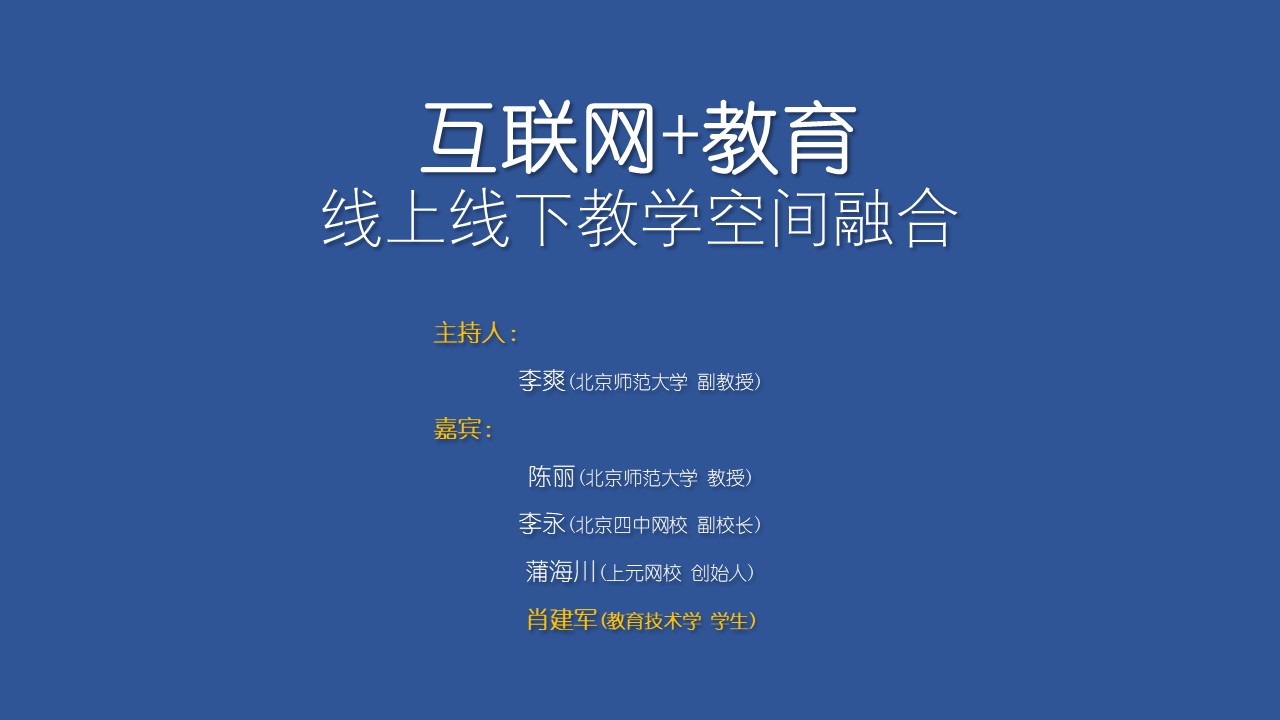 互联网+教育
线上线下教学空间融合
主持人:
李爽(北京师范大学 副教授)
嘉宾:
陈丽(北京师范大学 教授)
李永(北京四中网校 副校长)
蒲海川(上元网校 创始人)
肖建军(教育技术学 学生)